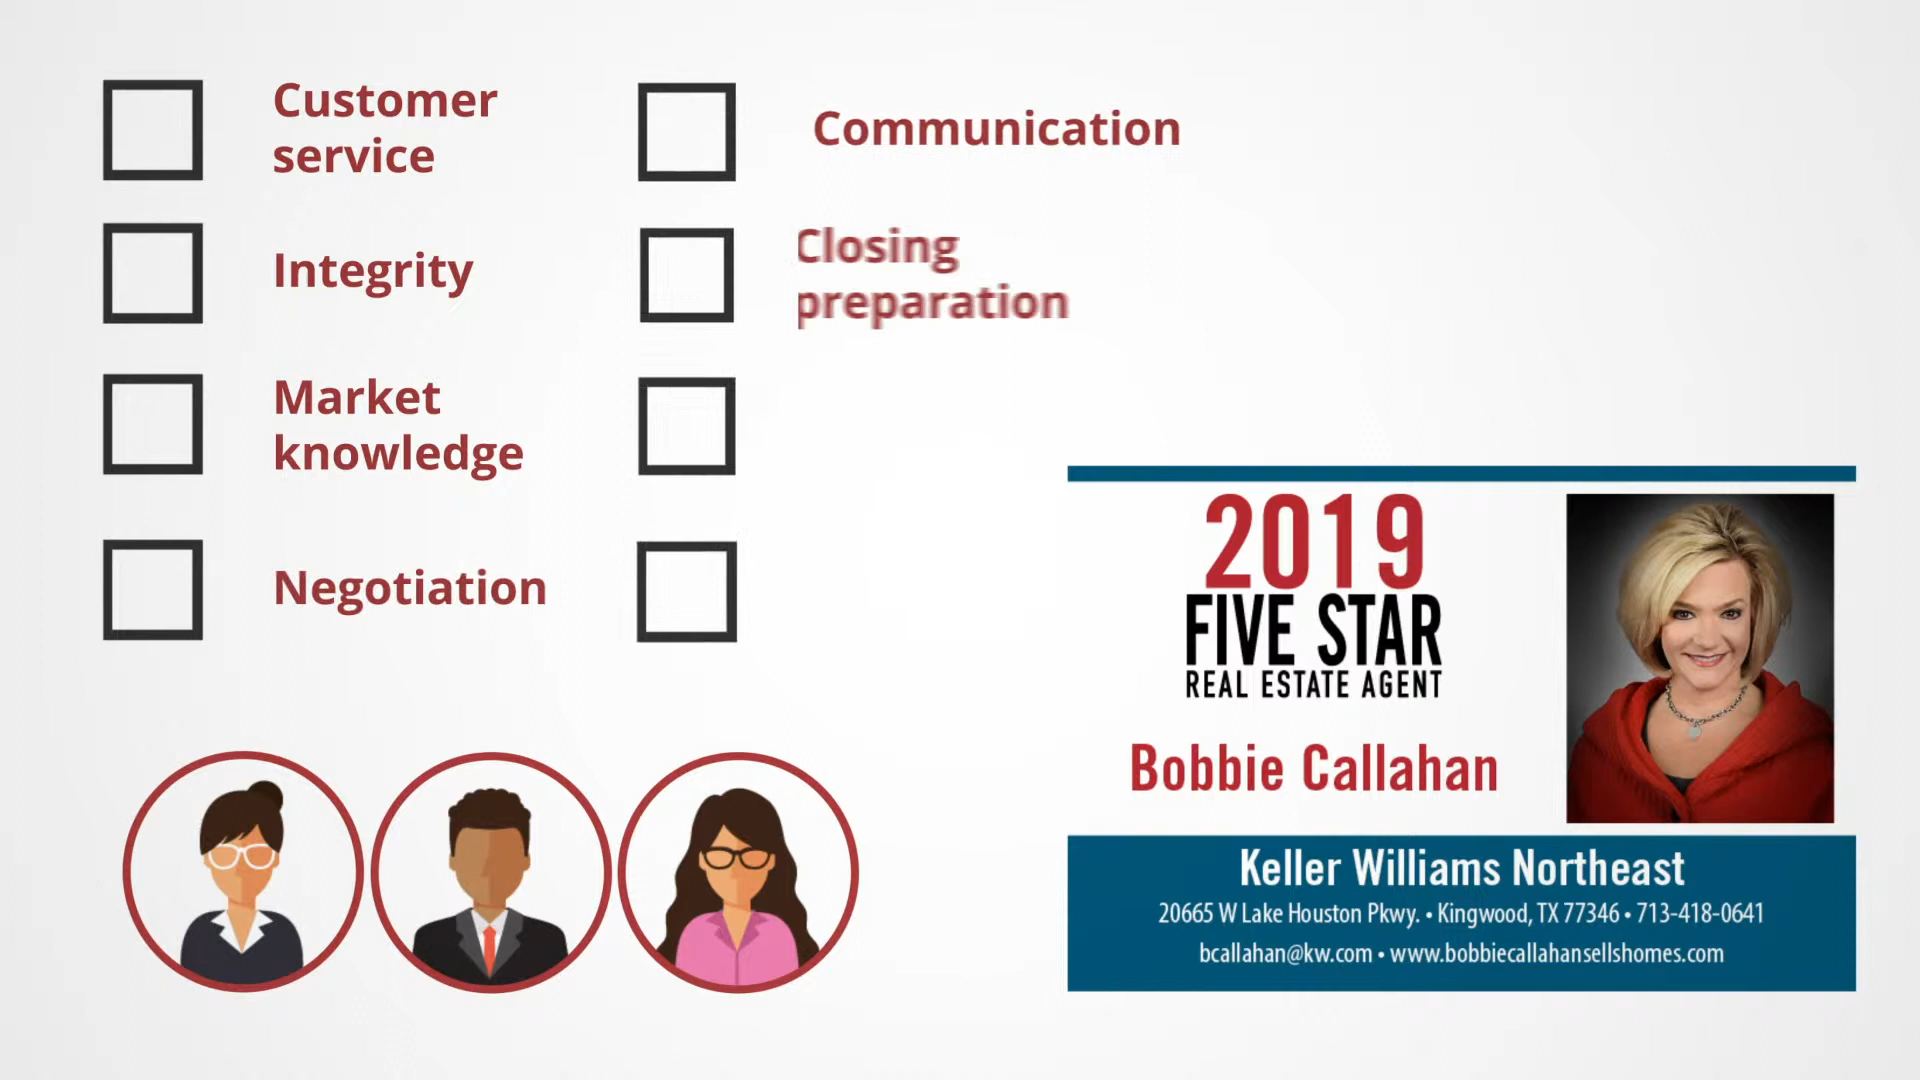 Customer
service
Integrity
Market
knowledge
Negotiation
Communication
Closing
preparation
2019
FIVE STAR
REAL ESTATE AGENT
Bobbie Callahan
Keller Williams Northeast
20665 W Lake Houston Pkwy. • Kingwood, TX 77346 • 713-418-0641
bcallahan@kw.com • www.bobbiecallahansellshomes.com